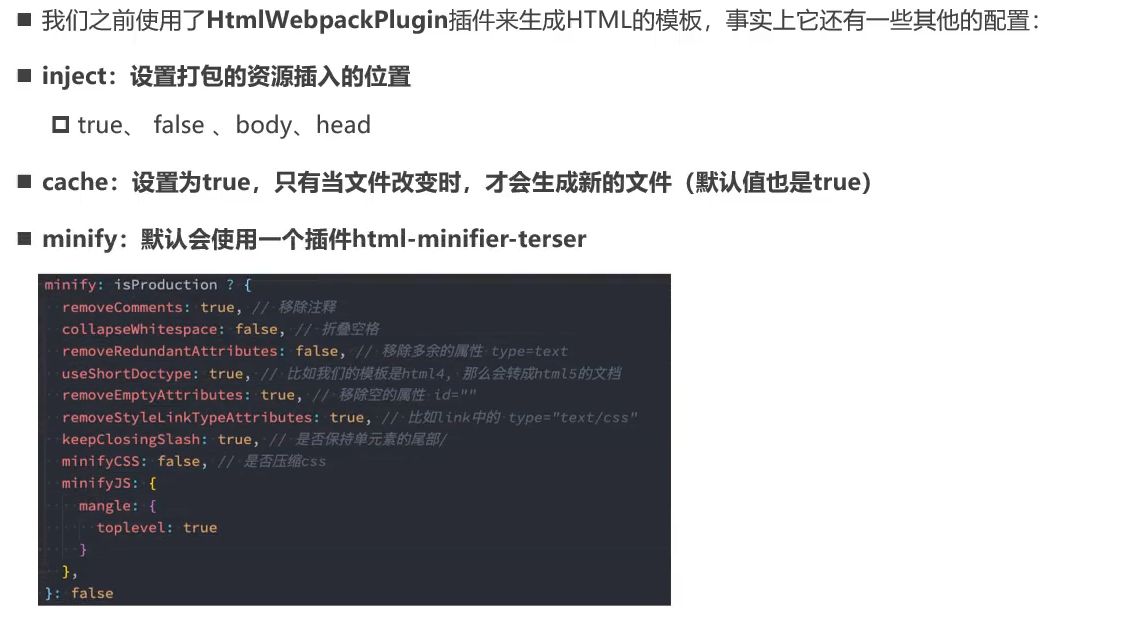 ■ 我们之前使用了HtmlWebpackPlugin插件来生成HTML的模板，事实上它还有一些其他的配置：
■ inject：设置打包的资源插入的位置
true、 false 、body、head
■ cache：设置为true，只有当文件改变时，才会生成新的文件（默认值也是true）
■ minify：默认会使用一个插件html-minifier-terser
minify: isProduction ? {
removeComments: true, // 移除注释
collapseWhitespace: false, // 折叠空格
removeRedundantAttributes: false, // 移除多余的属性 type=text
useShortDoctype: true, // 比如我们的模板是html4, 那么会转成html5的文档
removeEmptyAttributes: true, // 移除空的属性 id=""
removeStyleLinkTypeAttributes: true, // 比如link中的 type="text/css"
keepClosingSlash: true, // 是否保持单元素的尾部/
minifyCSS: false, // 是否压缩css
minifyJS: {
mangle: {
toplevel: true
}
},
}: false